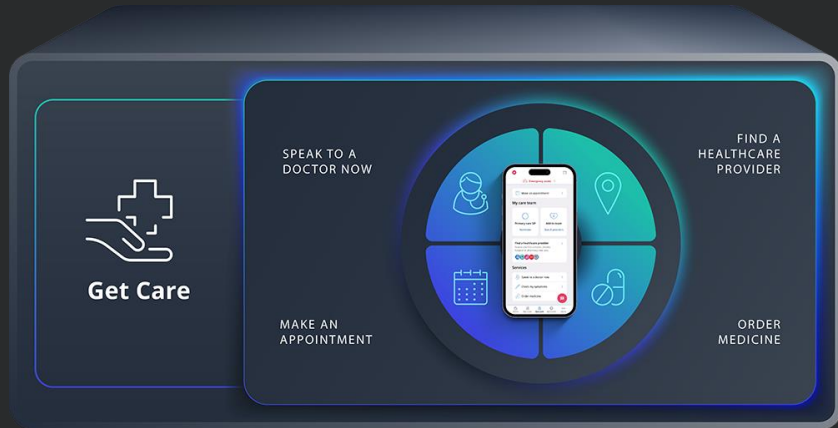 SPEAK TO A
DOCTOR NOW
FIND A
HEALTHCARE
PROVIDER
Get Care
My care team
Services
MAKE AN
APPOINTMENT
ORDER
MEDICINE